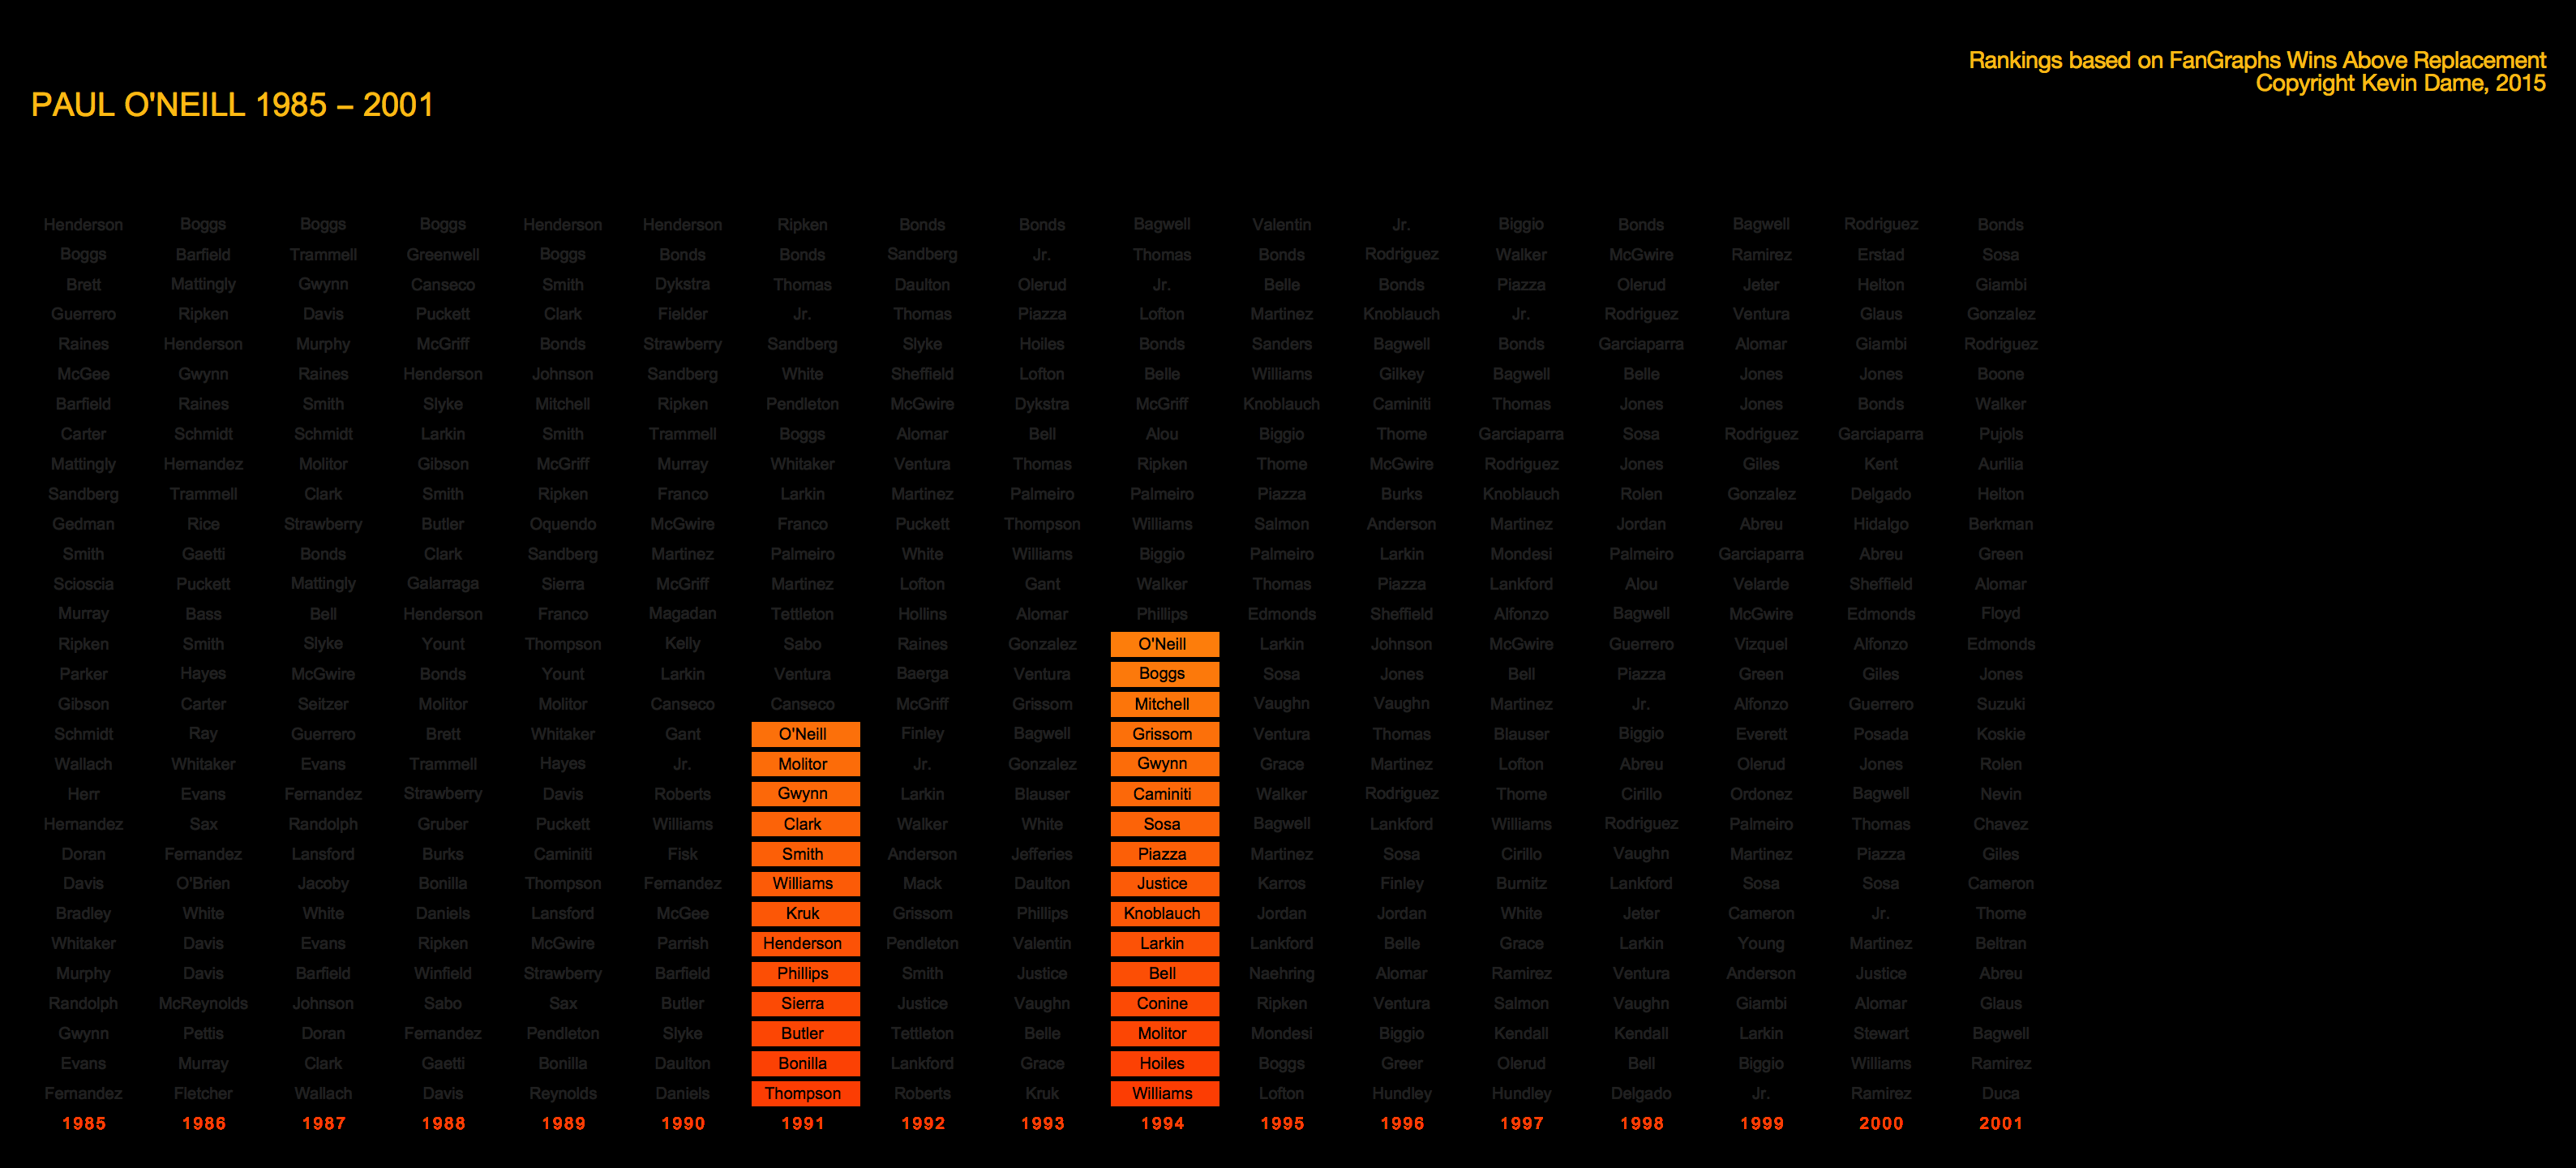 Rankings based on FanGraphs Wins Above Replacement
Copyright Kevin Dame, 2015
PAUL O'NEILL 1985 – 2001
Henderson Boggs Boggs Boggs Henderson Henderson Ripken Bonds Bonds Bagwell Valentin Jr. Biggio Bonds Bagwell Rodriguez Bonds
Boggs Barfield Trammell Greenwell Boggs Bonds Bonds Sandberg Jr. Thomas Bonds Rodriguez Walker McGwire Ramirez Erstad Sosa
Brett Mattingly Gwynn Canseco Smith Dykstra Thomas Daulton Olerud Jr. Belle Bonds Piazza Olerud Jeter Helton Giambi
Guerrero Ripken Davis Puckett Clark Fielder Jr. Thomas Piazza Lofton Martinez Knoblauch Jr. Rodriguez Ventura Glaus Gonzalez
Raines Henderson Murphy McGriff Bonds Strawberry Sandberg Slyke Hoiles Bonds Sanders Bagwell Bonds Garciaparra Alomar Giambi Rodriguez
McGee Gwynn Raines Henderson Johnson Sandberg White Sheffield Lofton Belle Williams Gilkey Bagwell Belle Jones Jones Boone
Barfield Raines Smith Slyke Mitchell Ripken Pendleton McGwire Dykstra McGriff Knoblauch Caminiti Thomas Jones Jones Bonds Walker
Carter Schmidt Schmidt Larkin Smith Trammell Boggs Alomar Bell Alou Biggio Thome Garciaparra Sosa Rodriguez Garciaparra Pujols
Mattingly Hernandez Molitor Gibson McGriff Murray Whitaker Ventura Thomas Ripken Thome McGwire Rodriguez Jones Giles Kent Aurilia
Sandberg Trammell Clark Smith Ripken Franco Larkin Martinez Palmeiro Palmeiro Piazza Burks Knoblauch Rolen Gonzalez Delgado Helton
Gedman Rice Strawberry Butler Oquendo McGwire Franco Puckett Thompson Williams Salmon Anderson Martinez Jordan Abreu Hidalgo Berkman
Smith Gaetti Bonds Clark Sandberg Martinez Palmeiro White Williams Biggio Palmeiro Larkin Mondesi Palmeiro Garciaparra Abreu Green
Scioscia Puckett Mattingly Galarraga Sierra McGriff Martinez Lofton Gant Walker Thomas Piazza Lankford Alou Velarde Sheffield Alomar
Murray Bass Bell Henderson Franco Magadan Tettleton Hollins Alomar Phillips Edmonds Sheffield Alfonzo Bagwell McGwire Edmonds Floyd
Ripken Smith Slyke Yount Thompson Kelly Sabo Raines Gonzalez O'Neill Larkin Johnson McGwire Guerrero Vizquel Alfonzo Edmonds
Parker Hayes McGwire Bonds Yount Larkin Ventura Baerga Ventura Boggs Sosa Jones Bell Piazza Green Giles Jones
Gibson Carter Seitzer Molitor Molitor Canseco Canseco McGriff Grissom Mitchell Vaughn Vaughn Martinez Jr. Alfonzo Guerrero Suzuki
Schmidt Ray Guerrero Brett Whitaker Gant O'Neill Finley Bagwell Grissom Ventura Thomas Blauser Biggio Everett Posada Koskie
Wallach Whitaker Evans Trammell Hayes Jr. Molitor Jr. Gonzalez Gwynn Grace Martinez Lofton Abreu Olerud Jones Rolen
Herr Evans Fernandez Strawberry Davis Roberts Gwynn Larkin Blauser Caminiti Walker Rodriguez Thome Cirillo Ordonez Bagwell Nevin
Hernandez Sax Randolph Gruber Puckett Williams Clark Walker White Sosa Bagwell Lankford Williams Rodriguez Palmeiro Thomas Chavez
Doran Fernandez Lansford Burks Caminiti Fisk Smith Anderson Jefferies Piazza Martinez Sosa Cirillo Vaughn Martinez Piazza Giles
Davis O'Brien Jacoby Bonilla Thompson Fernandez Williams Mack Daulton Justice Karros Finley Burnitz Lankford Sosa Sosa Cameron
Bradley White White Daniels Lansford McGee Kruk Grissom Phillips Knoblauch Jordan Jordan White Jeter Cameron Jr. Thome
Whitaker Davis Evans Ripken McGwire Parrish Henderson Pendleton Valentin Larkin Lankford Belle Grace Larkin Young Martinez Beltran
Murphy Davis Barfield Winfield Strawberry Barfield Phillips Smith Justice Bell Naehring Alomar Ramirez Ventura Anderson Justice Abreu
Randolph McReynolds Johnson Sabo Sax Butler Sierra Justice Vaughn Conine Ripken Ventura Salmon Vaughn Giambi Alomar Glaus
Gwynn Pettis Doran Fernandez Pendleton Slyke Butler Tettleton Belle Molitor Mondesi Biggio Kendall Kendall Larkin Stewart Bagwell
Evans Murray Clark Gaetti Bonilla Daulton Bonilla Lankford Grace Hoiles Boggs Greer Olerud Bell Biggio Williams Ramirez
Fernandez Fletcher Wallach Davis Reynolds Daniels Thompson Roberts Kruk Williams Lofton Hundley Hundley Delgado Jr. Ramirez Duca
1985 1986 1987 1988 1989 1990 1991 1992 1993 1994 1995 1996 1997 1998 1999 2000 2001